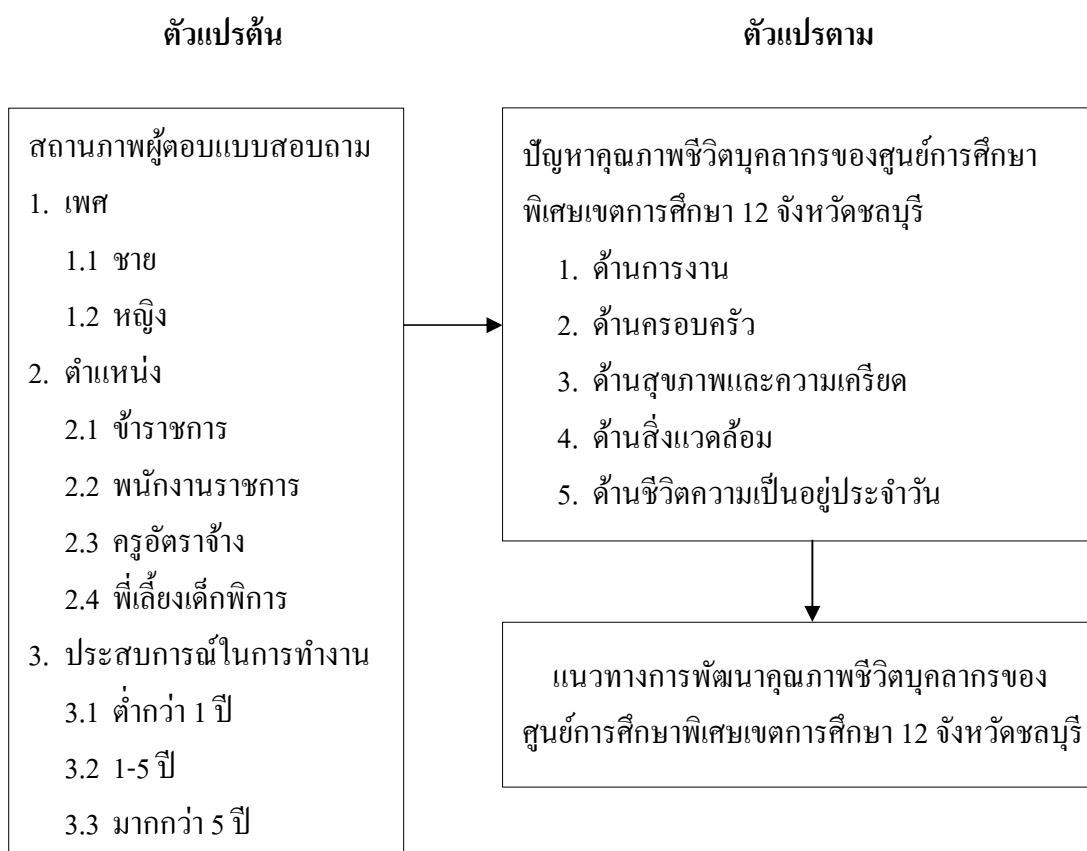 ตัวแปรต้น
ตัวแปรตาม
สถานภาพผู้ตอบแบบสอบถาม
1. เพศ
1.1 ชาย
1.2 หญิง
2. ตำแหน่ง
2.1 ข้าราชการ
2.2 พนักงานราชการ
2.3 ครูอัตราจ้าง
2.4 พี่เลี้ยงเด็กพิการ
3. ประสบการณ์ในการทำงาน
3.1 ต่ำกว่า 1 ปี
3.2 1-5 ปี
3.3 มากกว่า 5 ปี
ปัญหาคุณภาพชีวิตบุคลากรของศูนย์การศึกษา
พิเศษเขตการศึกษา 12 จังหวัดชลบุรี
1. ด้านการงาน
2. ด้านครอบครัว
3. ด้านสุขภาพและความเครียด
4. ด้านสิ่งแวดล้อม
5. ด้านชีวิตความเป็นอยู่ประจำวัน
แนวทางการพัฒนาคุณภาพชีวิตบุคลากรของ
ศูนย์การศึกษาพิเศษเขตการศึกษา 12 จังหวัดชลบุรี